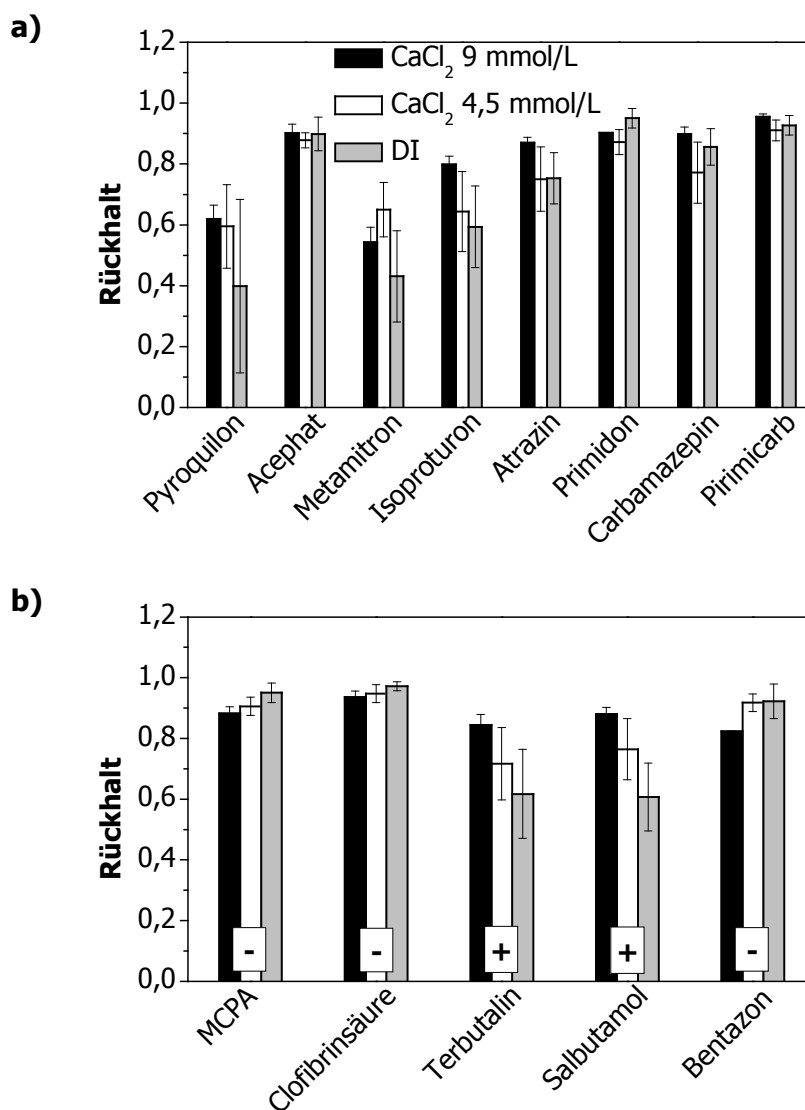 a)
1,2
1,0
0,8
0,6
0,4
0,2
0,0
Rückhalt
CaCl₂ 9 mmol/L
CaCl₂ 4,5 mmol/L
DI
Pyroquilon
Acephat
Metamitron
Isoproturon
Atrazin
Primidon
Carbamazepin
Pirimicarb
b)
1,2
1,0
0,8
0,6
0,4
0,2
0,0
Rückhalt
- - + + -
MCPA
Clofibrinsäure
Terbutalin
Salbutamol
Bentazon